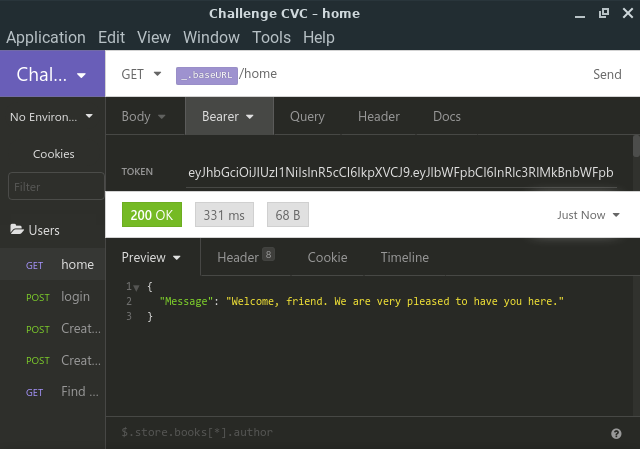 Challenge CVC – home
Application Edit View Window Tools Help
Chal...
GET _.baseURL /home Send
No Environ...
Body Bearer Query Header Docs
Cookies
TOKEN eyJhbGciOiJIUzI1NiIsInR5cCI6IkpXVCJ9.eyJlbWFpbCI6InRlc3RlMkBnbWFpb
Filter
200 OK 331 ms 68 B Just Now
Users
Preview Header 8 Cookie Timeline
GET home
POST login
POST Creat...
POST Creat...
GET Find ...
1 {
2 "Message": "Welcome, friend. We are very pleased to have you here."
3 }
$.store.books[*].author